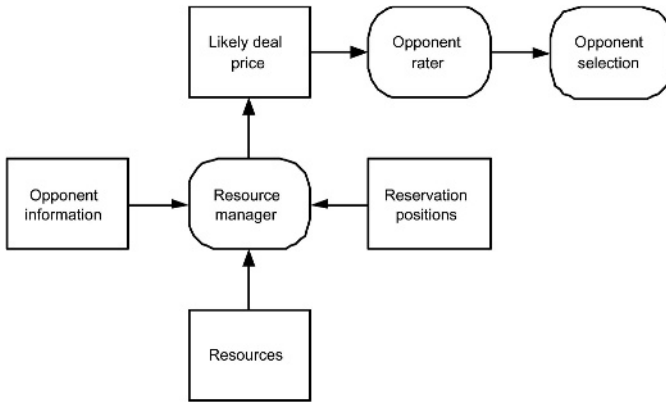 Likely deal
price
Opponent
rater
Opponent
selection
Opponent
information
Resource
manager
Reservation
positions
Resources